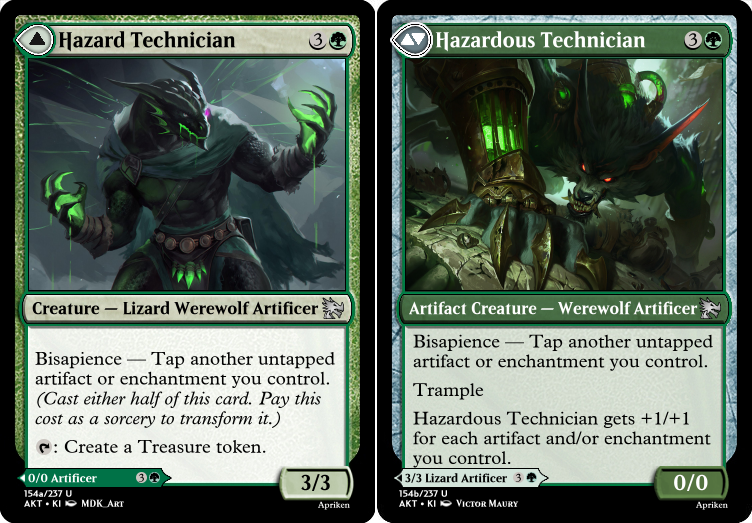 Hazard Technician 3
Creature — Lizard Werewolf Artificer
Bisapience — Tap another untapped
artifact or enchantment you control.
(Cast either half of this card. Pay this
cost as a sorcery to transform it.)
: Create a Treasure token.
0/0 Artificer 3
3/3
154a/237 U
AKT • KI MDK_Art
Apriken
Hazardous Technician 3
Artifact Creature — Werewolf Artificer
Bisapience — Tap another untapped
artifact or enchantment you control.
Trample
Hazardous Technician gets +1/+1
for each artifact and/or enchantment
you control.
3/3 Lizard Artificer 3
0/0
154b/237 U
AKT • KI Victor Maury
Apriken